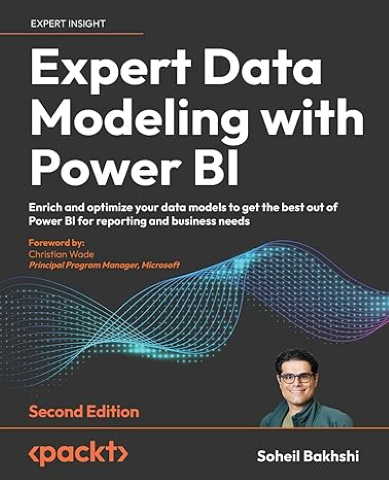 EXPERT INSIGHT
Expert Data
Modeling with
Power BI
Enrich and optimize your data models to get the best out of
Power BI for reporting and business needs
Foreword by:
Christian Wade
Principal Program Manager, Microsoft
Second Edition
<packt>
Soheil Bakhshi